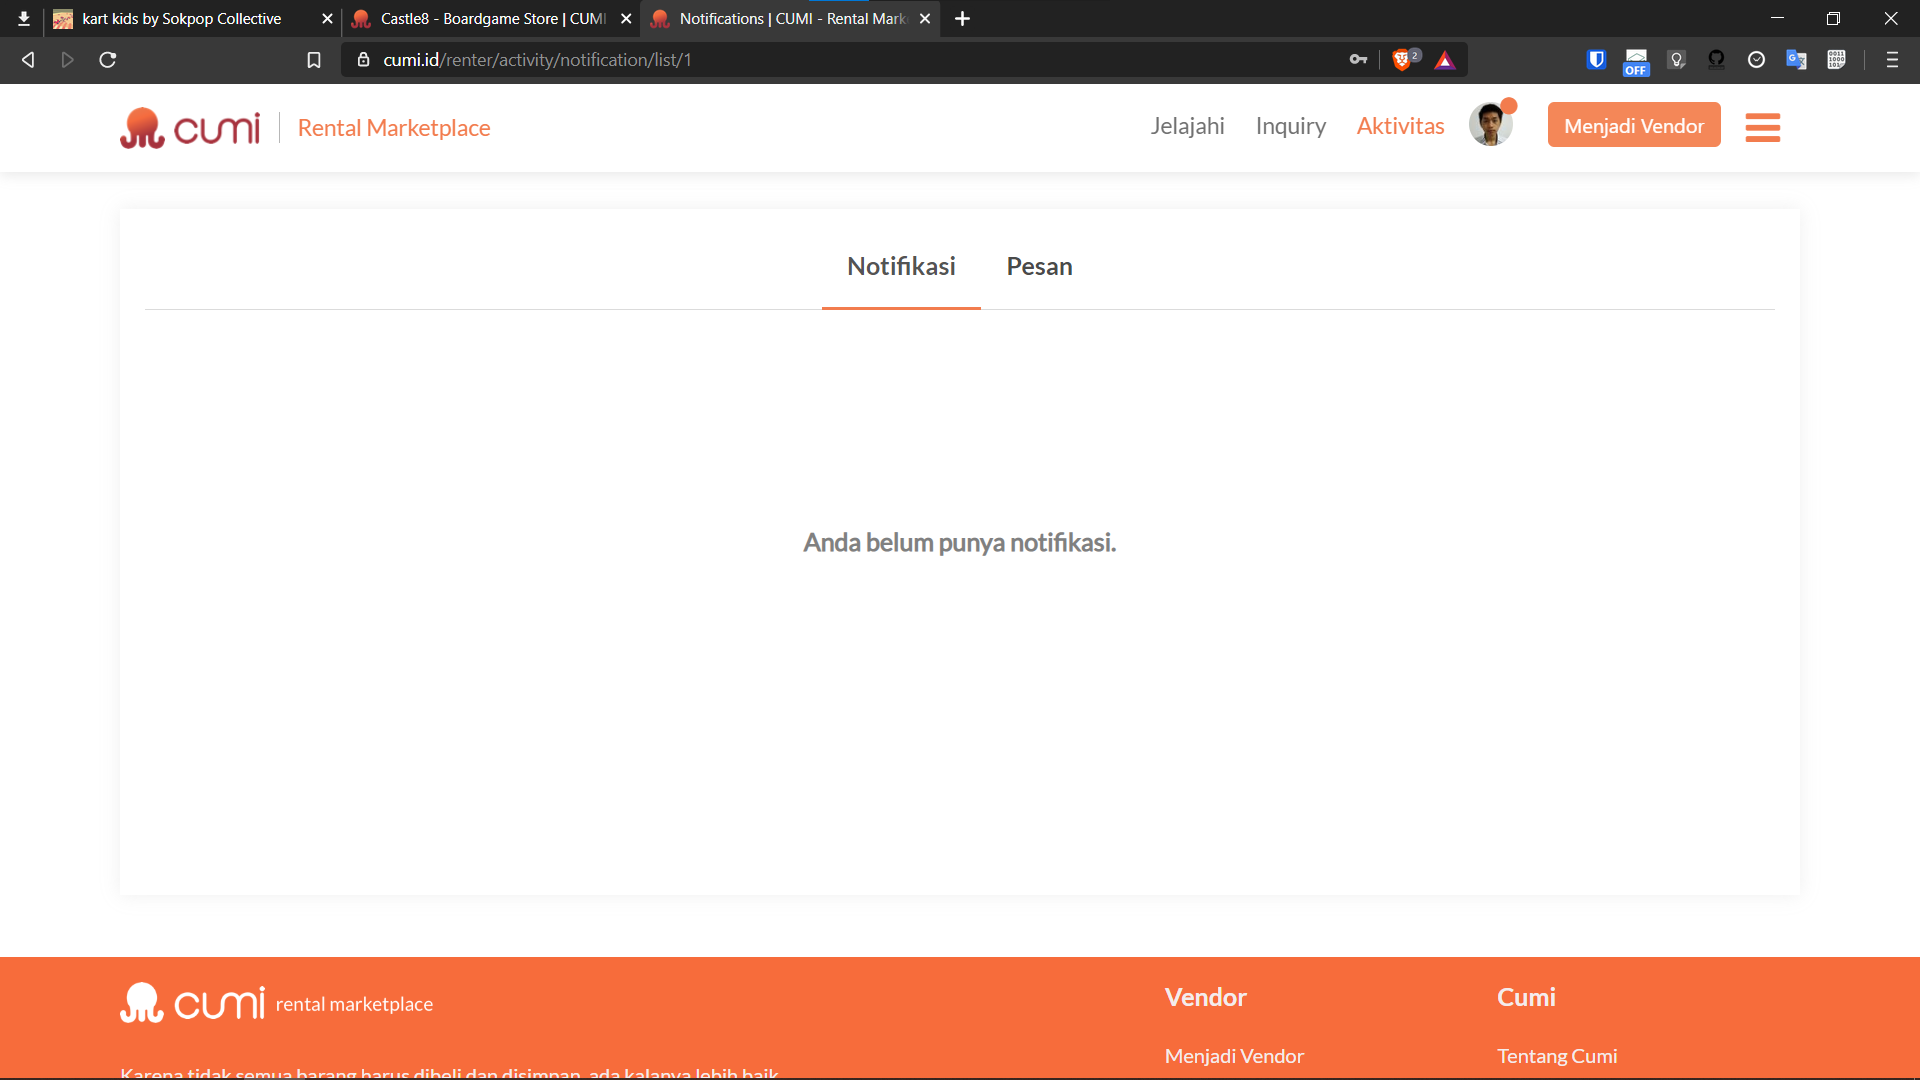 kart kids by Sokpop Collective
Castle8 - Boardgame Store | CUMI
Notifications | CUMI - Rental Mark
cumi.id/renter/activity/notification/list/1
2
OFF
cumi
Rental Marketplace
Jelajahi
Inquiry
Aktivitas
Menjadi Vendor
Notifikasi
Pesan
Anda belum punya notifikasi.
cumi rental marketplace
Vendor
Cumi
Menjadi Vendor
Tentang Cumi
Karena tidak semua barang harus dibeli dan disimpan, ada kalanya lebih baik